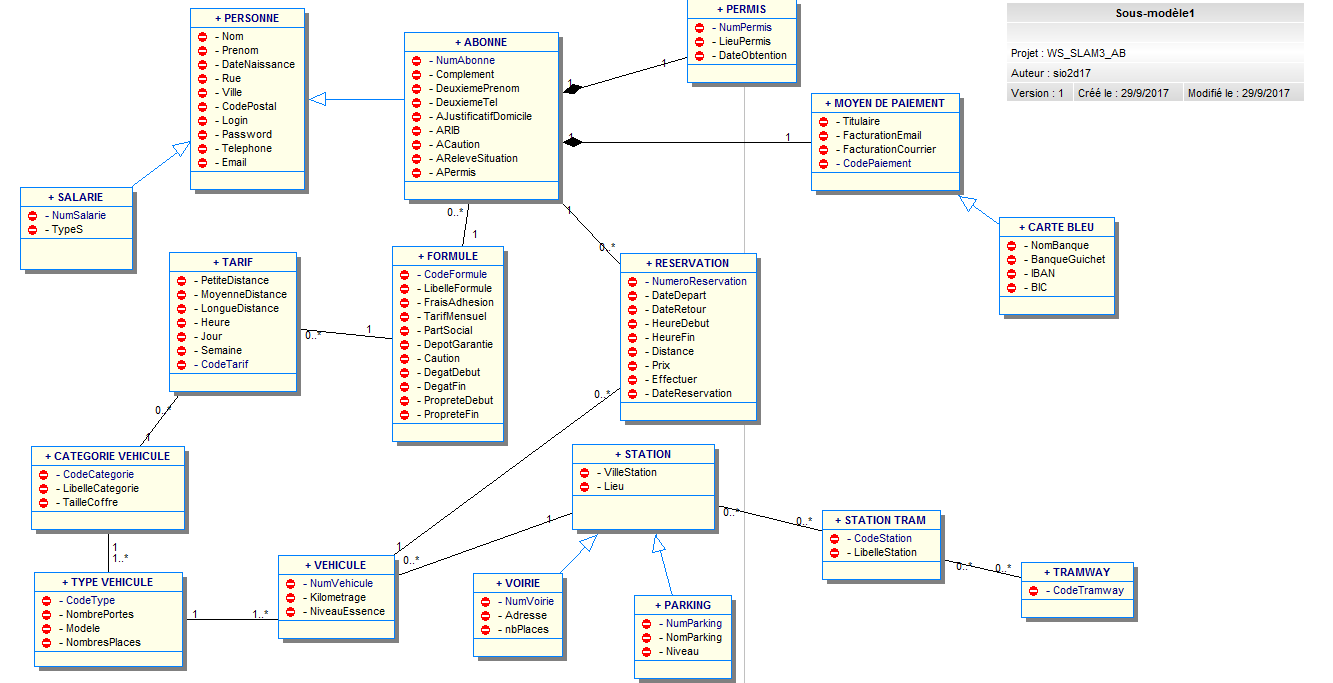 + PERSONNE
- Nom
- Prenom
- DateNaissance
- Rue
- Ville
- CodePostal
- Login
- Password
- Telephone
- Email
+ ABONNE
- NumAbonne
- Complement
- DeuxiemePrenom
- DeuxiemeTel
- AJustificatifDomicile
- ARIB
- ACaution
- AReleveSituation
- APermis
+ PERMIS
- NumPermis
- LieuPermis
- DateObtention
Sous-modèle1
Projet : WS_SLAM3_AB
Auteur : sio2d17
Version : 1
Créé le : 29/9/2017
Modifié le : 29/9/2017
1
1
1
1
+ MOYEN DE PAIEMENT
- Titulaire
- FacturationEmail
- FacturationCourrier
- CodePaiement
+ SALARIE
- NumSalarie
- TypeS
+ CARTE BLEU
- NomBanque
- BanqueGuichet
- IBAN
- BIC
0..*
1
1
0..*
+ TARIF
- PetiteDistance
- MoyenneDistance
- LongueDistance
- Heure
- Jour
- Semaine
- CodeTarif
0..*
1
+ FORMULE
- CodeFormule
- LibelleFormule
- FraisAdhesion
- TarifMensuel
- PartSocial
- DepotGarantie
- Caution
- DegatDebut
- DegatFin
- PropreteDebut
- PropreteFin
+ RESERVATION
- NumeroReservation
- DateDepart
- DateRetour
- HeureDebut
- HeureFin
- Distance
- Prix
- Effectuer
- DateReservation
0..*
1
0..*
1
+ CATEGORIE VEHICULE
- CodeCategorie
- LibelleCategorie
- TailleCoffre
1
1..*
+ TYPE VEHICULE
- CodeType
- NombrePortes
- Modele
- NombresPlaces
1
1..*
+ VEHICULE
- NumVehicule
- Kilometrage
- NiveauEssence
0..*
1
+ STATION
- VilleStation
- Lieu
0..*
0..*
+ STATION TRAM
- CodeStation
- LibelleStation
0..*
0..*
+ TRAMWAY
- CodeTramway
+ VOIRIE
- NumVoirie
- Adresse
- nbPlaces
+ PARKING
- NumParking
- NomParking
- Niveau